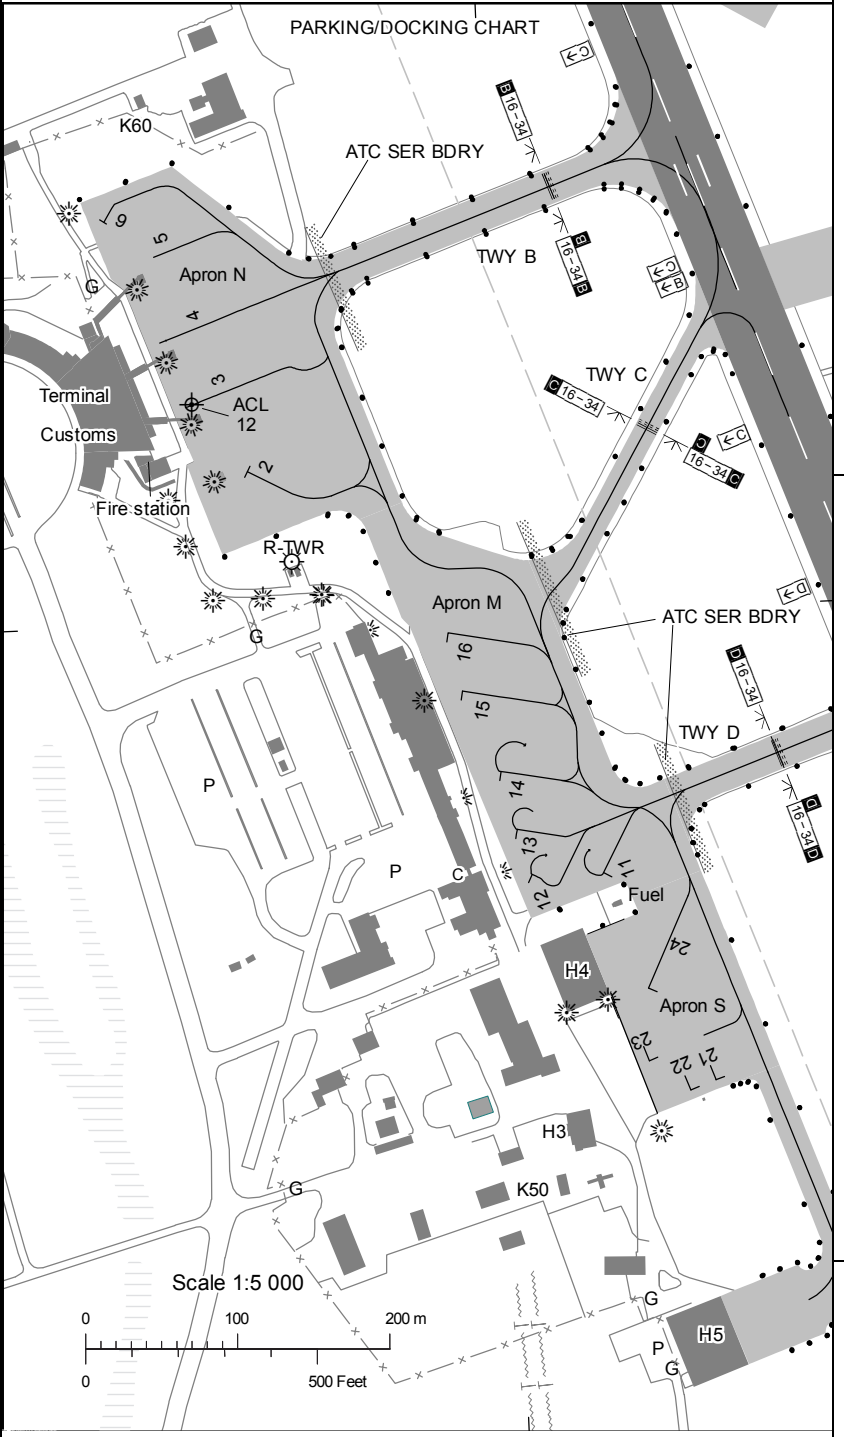 PARKING/DOCKING CHART
←C
B 16-34
K60
ATC SER BDRY
6
5
TWY B
B
16-34 B
Apron N
←C
←B
G
4
3
TWY C
C 16-34
Terminal
ACL
12
Customs
C
←C
16-34 C
2
Fire station
R-TWR
←D
Apron M
ATC SER BDRY
G
16
D 16-34
15
TWY D
P
14
D
16-34 D
13
P
C
11
12
Fuel
24
H4
Apron S
23
22
21
H3
G
K50
Scale 1:5 000
0
100
200 m
G
H5
P
G
0
500 Feet